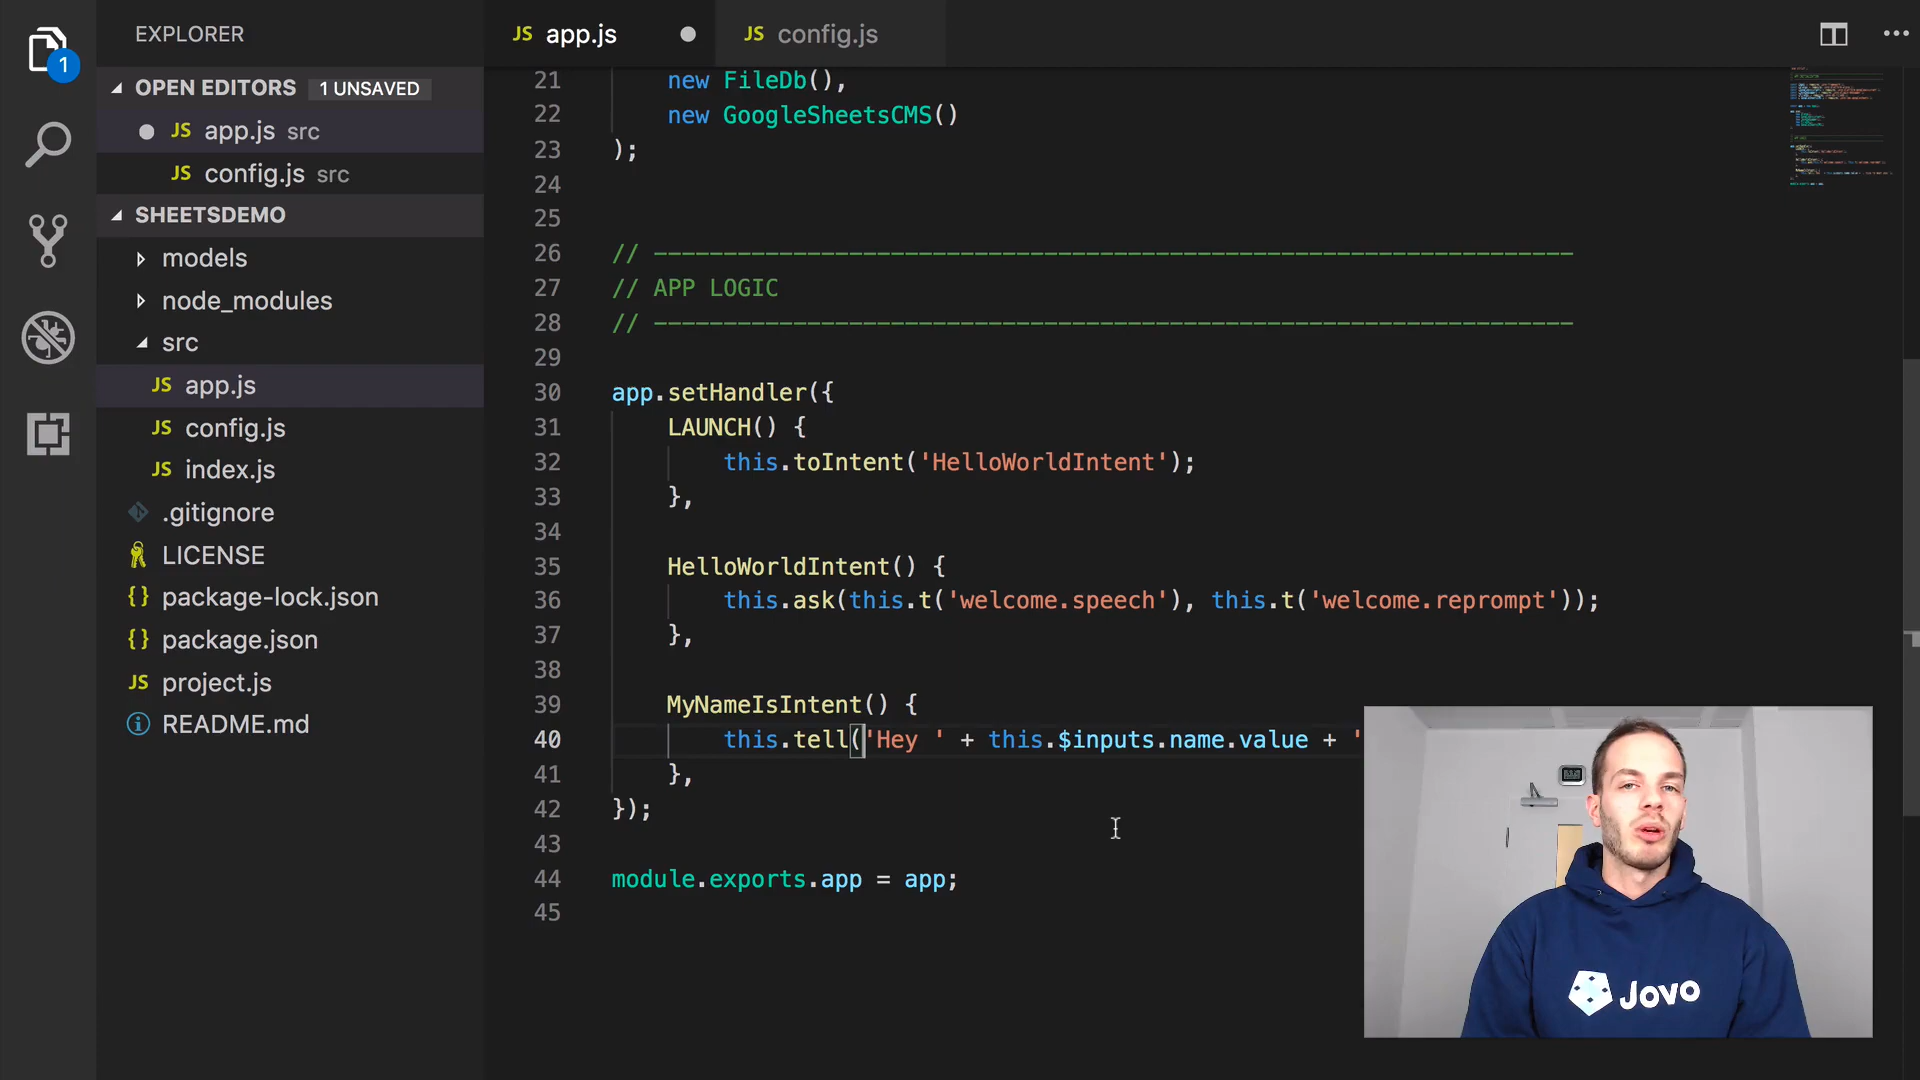 EXPLORER
OPEN EDITORS 1 UNSAVED
JS app.js src
JS config.js src
SHEETSDEMO
models
node_modules
src
JS app.js
JS config.js
JS index.js
.gitignore
LICENSE
{} package-lock.json
{} package.json
JS project.js
README.md
1
JS app.js
JS config.js
21 new FileDb(),
22 new GoogleSheetsCMS()
23 );
24
25
26 // ------------------------------------------------------------------
27 // APP LOGIC
28 // ------------------------------------------------------------------
29
30 app.setHandler({
31 LAUNCH() {
32 this.toIntent('HelloWorldIntent');
33 },
34
35 HelloWorldIntent() {
36 this.ask(this.t('welcome.speech'), this.t('welcome.reprompt'));
37 },
38
39 MyNameIsIntent() {
40 this.tell('Hey ' + this.$inputs.name.value + '
41 },
42 });
43
44 module.exports.app = app;
45
Jovo